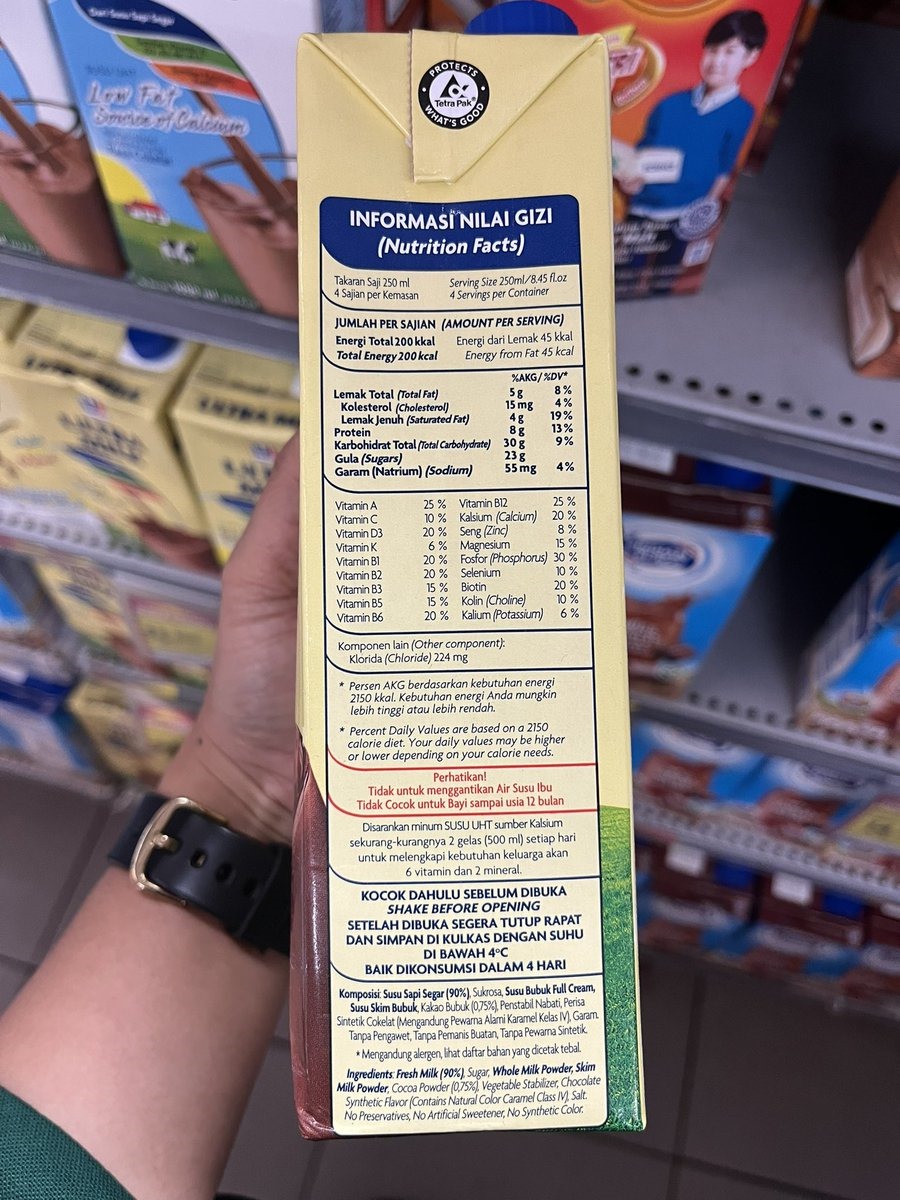 Dari Susu Sapi Segar
SUSU UHT
Low Fat
Source of Calcium
PROTECTS
Tetra Pak®
WHAT'S GOOD
INFORMASI NILAI GIZI
(Nutrition Facts)
Takaran Saji 250 ml Serving Size 250ml/8.45 fl.oz
4 Sajian per Kemasan 4 Servings per Container
JUMLAH PER SAJIAN (AMOUNT PER SERVING)
Energi Total 200 kkal Energi dari Lemak 45 kkal
Total Energy 200 kcal Energy from Fat 45 kcal
%AKG/%DV*
Lemak Total (Total Fat) 5 g 8 %
Kolesterol (Cholesterol) 15 mg 4 %
Lemak Jenuh (Saturated Fat) 4 g 19 %
Protein 8 g 13 %
Karbohidrat Total (Total Carbohydrate) 30 g 9 %
Gula (Sugars) 23 g
Garam (Natrium) (Sodium) 55 mg 4 %
Vitamin A 25 % Vitamin B12 25 %
Vitamin C 10 % Kalsium (Calcium) 20 %
Vitamin D3 20 % Seng (Zinc) 8 %
Vitamin K 6 % Magnesium 15 %
Vitamin B1 20 % Fosfor (Phosphorus) 30 %
Vitamin B2 20 % Selenium 10 %
Vitamin B3 15 % Biotin 20 %
Vitamin B5 15 % Kolin (Choline) 10 %
Vitamin B6 20 % Kalium (Potassium) 6 %
Komponen lain (Other component):
Klorida (Chloride) 224 mg
* Persen AKG berdasarkan kebutuhan energi
2150 kkal. Kebutuhan energi Anda mungkin
lebih tinggi atau lebih rendah.
* Percent Daily Values are based on a 2150
calorie diet. Your daily values may be higher
or lower depending on your calorie needs.
Perhatikan!
Tidak untuk menggantikan Air Susu Ibu
Tidak Cocok untuk Bayi sampai usia 12 bulan
Disarankan minum SUSU UHT sumber Kalsium
sekurang-kurangnya 2 gelas (500 ml) setiap hari
untuk melengkapi kebutuhan keluarga akan
6 vitamin dan 2 mineral.
KOCOK DAHULU SEBELUM DIBUKA
SHAKE BEFORE OPENING
SETELAH DIBUKA SEGERA TUTUP RAPAT
DAN SIMPAN DI KULKAS DENGAN SUHU
DI BAWAH 4°C
BAIK DIKONSUMSI DALAM 4 HARI
Komposisi: Susu Sapi Segar (90%), Sukrosa, Susu Bubuk Full Cream,
Susu Skim Bubuk, Kakao Bubuk (0,75%), Penstabil Nabati, Perisa
Sintetik Cokelat (Mengandung Pewarna Alami Karamel Kelas IV), Garam.
Tanpa Pengawet, Tanpa Pemanis Buatan, Tanpa Pewarna Sintetik.
*Mengandung alergen, lihat daftar bahan yang dicetak tebal.
Ingredients: Fresh Milk (90%), Sugar, Whole Milk Powder, Skim
Milk Powder, Cocoa Powder (0,75%), Vegetable Stabilizer, Chocolate
Synthetic Flavor (Contains Natural Color Caramel Class IV), Salt.
No Preservatives, No Artificial Sweetener, No Synthetic Color.